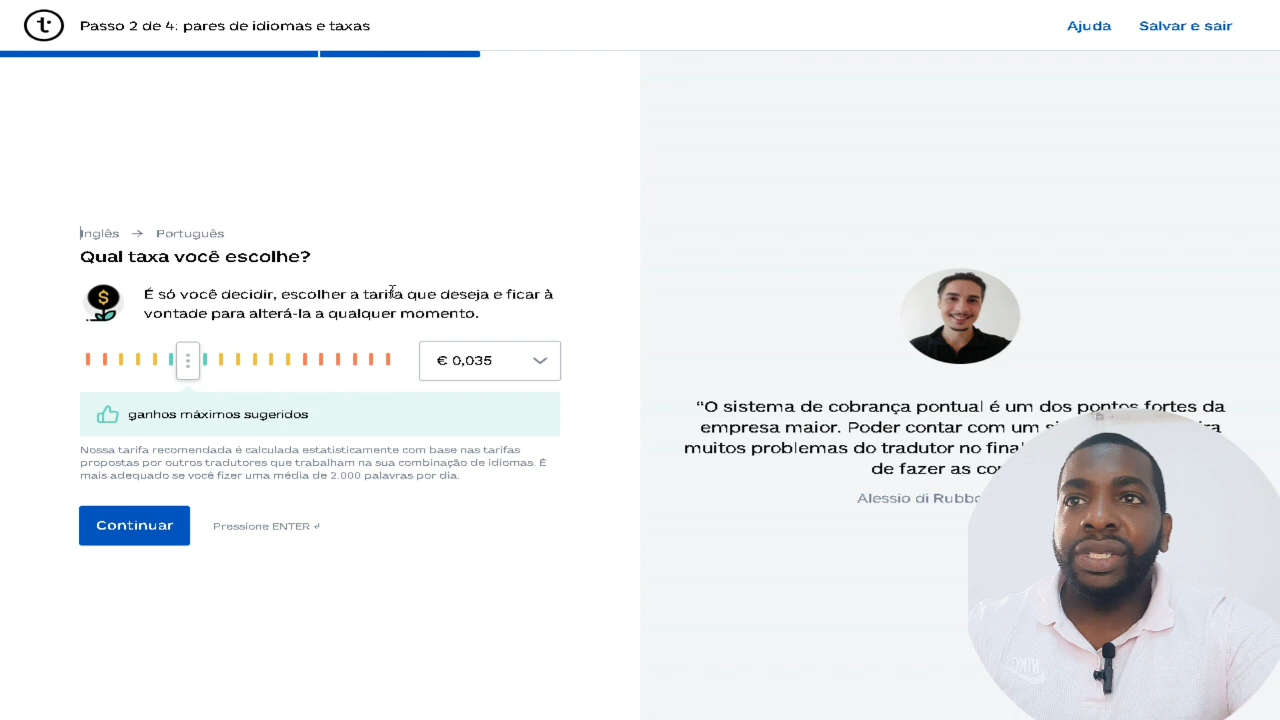 Passo 2 de 4: pares de idiomas e taxas
Ajuda
Salvar e sair
Inglês → Português
Qual taxa você escolhe?
É só você decidir, escolher a tarifa que deseja e ficar à
vontade para alterá-la a qualquer momento.
€ 0,035
ganhos máximos sugeridos
Nossa tarifa recomendada é calculada estatisticamente com base nas tarifas
propostas por outros tradutores que trabalham na sua combinação de idiomas. É
mais adequado se você fizer uma média de 2.000 palavras por dia.
Continuar
Pressione ENTER ↵
“O sistema de cobrança pontual é um dos pontos fortes da
empresa maior. Poder contar com um
muitos problemas do tradutor no
de fazer as
Alessio di